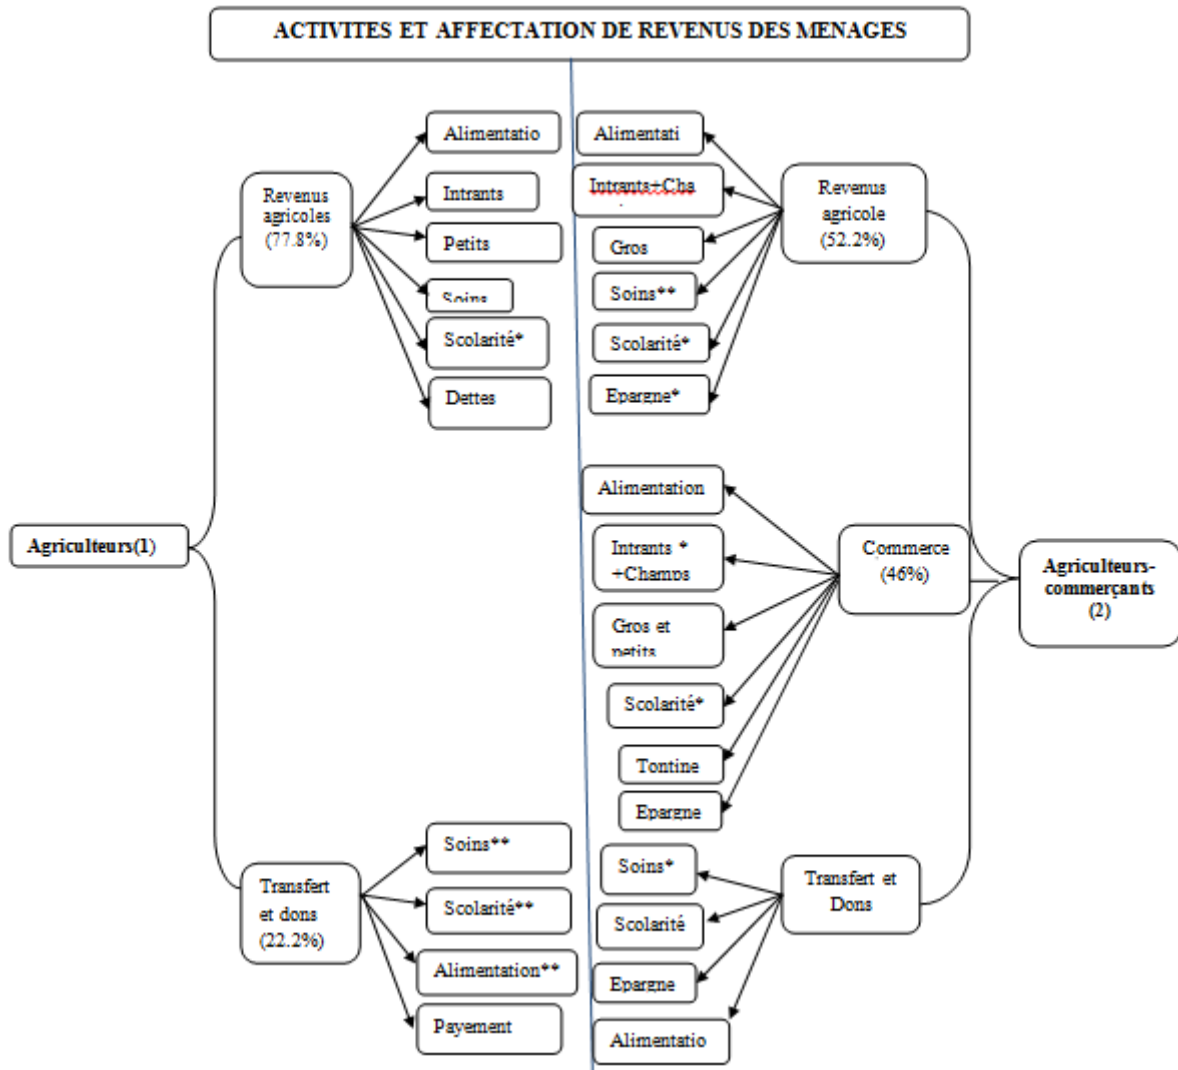 ACTIVITES ET AFFECTATION DE REVENUS DES MENAGES
Agriculteurs(1)
Revenus
agricoles
(77.8%)
Alimentatio
Intrants
Petits
Soins
Scolarité*
Dettes
Transfert
et dons
(22.2%)
Soins**
Scolarité**
Alimentation**
Payement
Alimentati
Intrants+Cha
Gros
Soins**
Scolarité*
Epargne*
Revenus
agricole
(52.2%)
Alimentation
Intrants *
+Champs
Gros et
petits
Scolarité*
Tontine
Epargne
Commerce
(46%)
Agriculteurs-
commerçants
(2)
Soins*
Scolarité
Epargne
Alimentatio
Transfert et
Dons